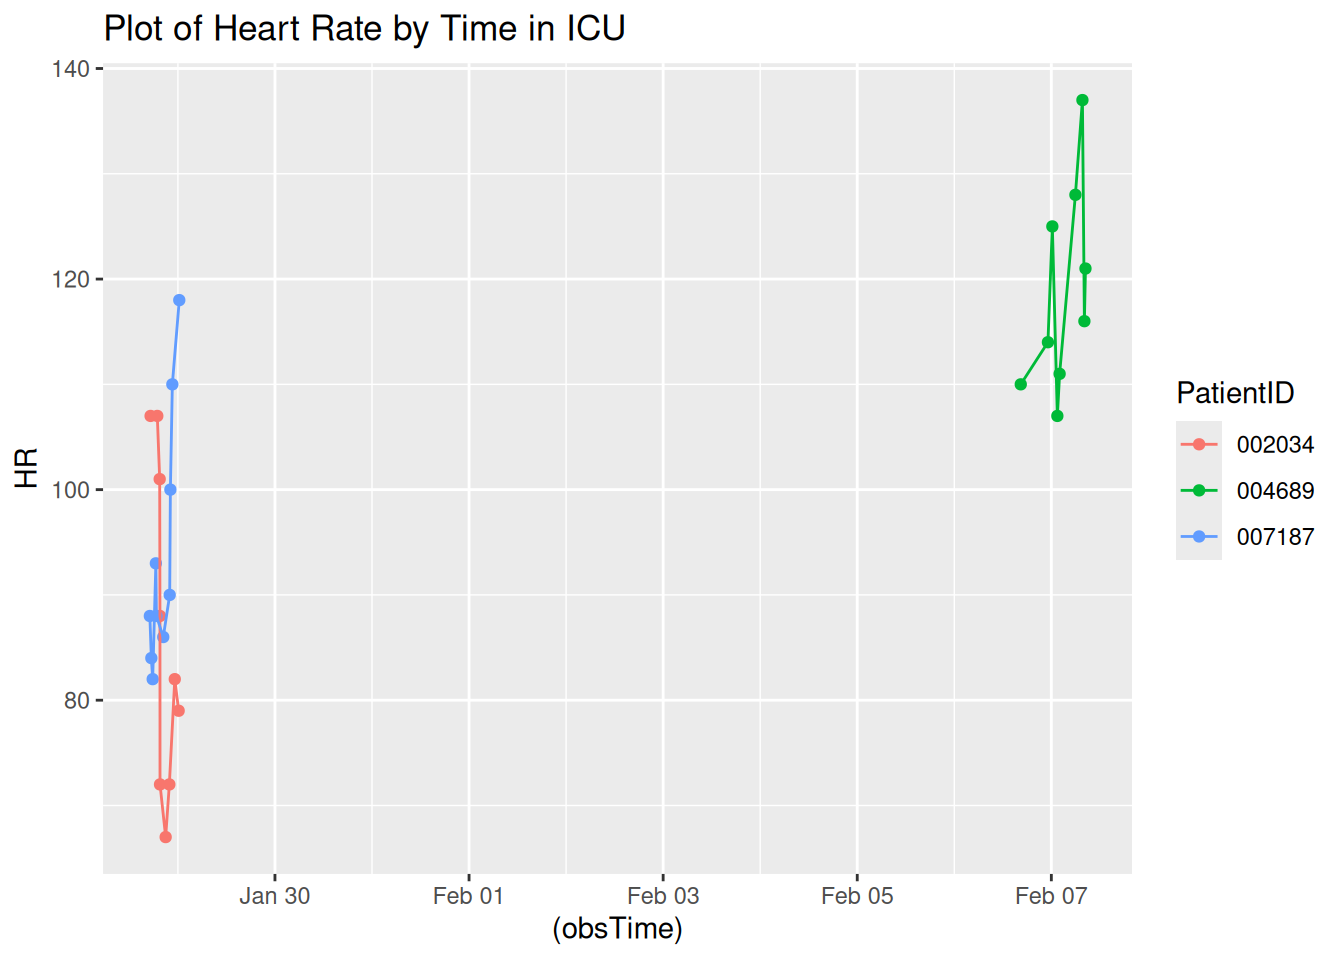 Plot of Heart Rate by Time in ICU
140
120
100
80
HR
Jan 30
Feb 01
Feb 03
Feb 05
Feb 07
(obsTime)
PatientID
002034
004689
007187